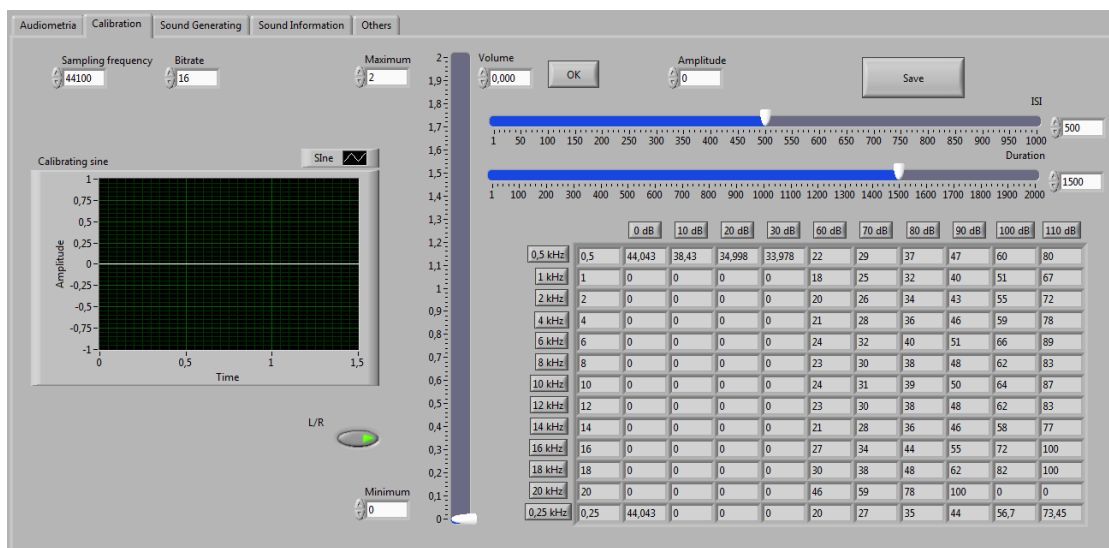 Audiometria Calibration Sound Generating Sound Information Others
Sampling frequency Bitrate Maximum Volume Amplitude
44100 16 2 0,000 OK 0 Save
ISI
1 50 100 150 200 250 300 350 400 450 500 550 600 650 700 750 800 850 900 950 1000 500
Duration
1 100 200 300 400 500 600 700 800 900 1000 1100 1200 1300 1400 1500 1600 1700 1800 1900 2000 1500
Calibrating sine SIne
Amplitude
1
0,75
0,5
0,25
0
-0,25
-0,5
-0,75
-1
0 0,5 1 1,5
Time
L/R
Minimum
0
2
1,9
1,8
1,7
1,6
1,5
1,4
1,3
1,2
1,1
1
0,9
0,8
0,7
0,6
0,5
0,4
0,3
0,2
0,1
0
0 dB 10 dB 20 dB 30 dB 60 dB 70 dB 80 dB 90 dB 100 dB 110 dB
0,5 kHz 0,5 44,043 38,43 34,998 33,978 22 29 37 47 60 80
1 kHz 1 0 0 0 0 18 25 32 40 51 67
2 kHz 2 0 0 0 0 20 26 34 43 55 72
4 kHz 4 0 0 0 0 21 28 36 46 59 78
6 kHz 6 0 0 0 0 24 32 40 51 66 89
8 kHz 8 0 0 0 0 23 30 38 48 62 83
10 kHz 10 0 0 0 0 24 31 39 50 64 87
12 kHz 12 0 0 0 0 23 30 38 48 62 83
14 kHz 14 0 0 0 0 21 28 36 46 58 77
16 kHz 16 0 0 0 0 27 34 44 55 72 100
18 kHz 18 0 0 0 0 30 38 48 62 82 100
20 kHz 20 0 0 0 0 46 59 78 100 0 0
0,25 kHz 0,25 44,043 0 0 0 20 27 35 44 56,7 73,45